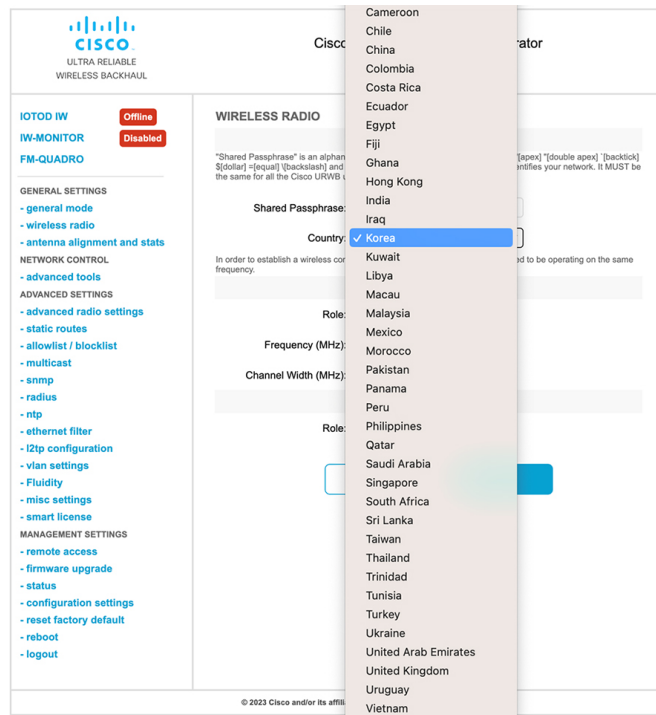 CISCO
ULTRA RELIABLE
WIRELESS BACKHAUL
IOTOD IW Offline
IW-MONITOR Disabled
FM-QUADRO
GENERAL SETTINGS
- general mode
- wireless radio
- antenna alignment and stats
NETWORK CONTROL
- advanced tools
ADVANCED SETTINGS
- advanced radio settings
- static routes
- allowlist / blocklist
- multicast
- snmp
- radius
- ntp
- ethernet filter
- l2tp configuration
- vlan settings
- Fluidity
- misc settings
- smart license
MANAGEMENT SETTINGS
- remote access
- firmware upgrade
- status
- configuration settings
- reset factory default
- reboot
- logout
WIRELESS RADIO
"Shared Passphrase" is an alphan '[apex] "[double apex] `[backtick]
$[dollar] =[equal] \[backslash] and entifies your network. It MUST be
the same for all the Cisco URWB
Shared Passphrase:
Country:
In order to establish a wireless con ed to be operating on the same
frequency.
Role:
Frequency (MHz):
Channel Width (MHz):
Role:
Cameroon
Chile
China
Colombia
Costa Rica
Ecuador
Egypt
Fiji
Ghana
Hong Kong
India
Iraq
✓ Korea
Kuwait
Libya
Macau
Malaysia
Mexico
Morocco
Pakistan
Panama
Peru
Philippines
Qatar
Saudi Arabia
Singapore
South Africa
Sri Lanka
Taiwan
Thailand
Trinidad
Tunisia
Turkey
Ukraine
United Arab Emirates
United Kingdom
Uruguay
Vietnam
© 2023 Cisco and/or its affili